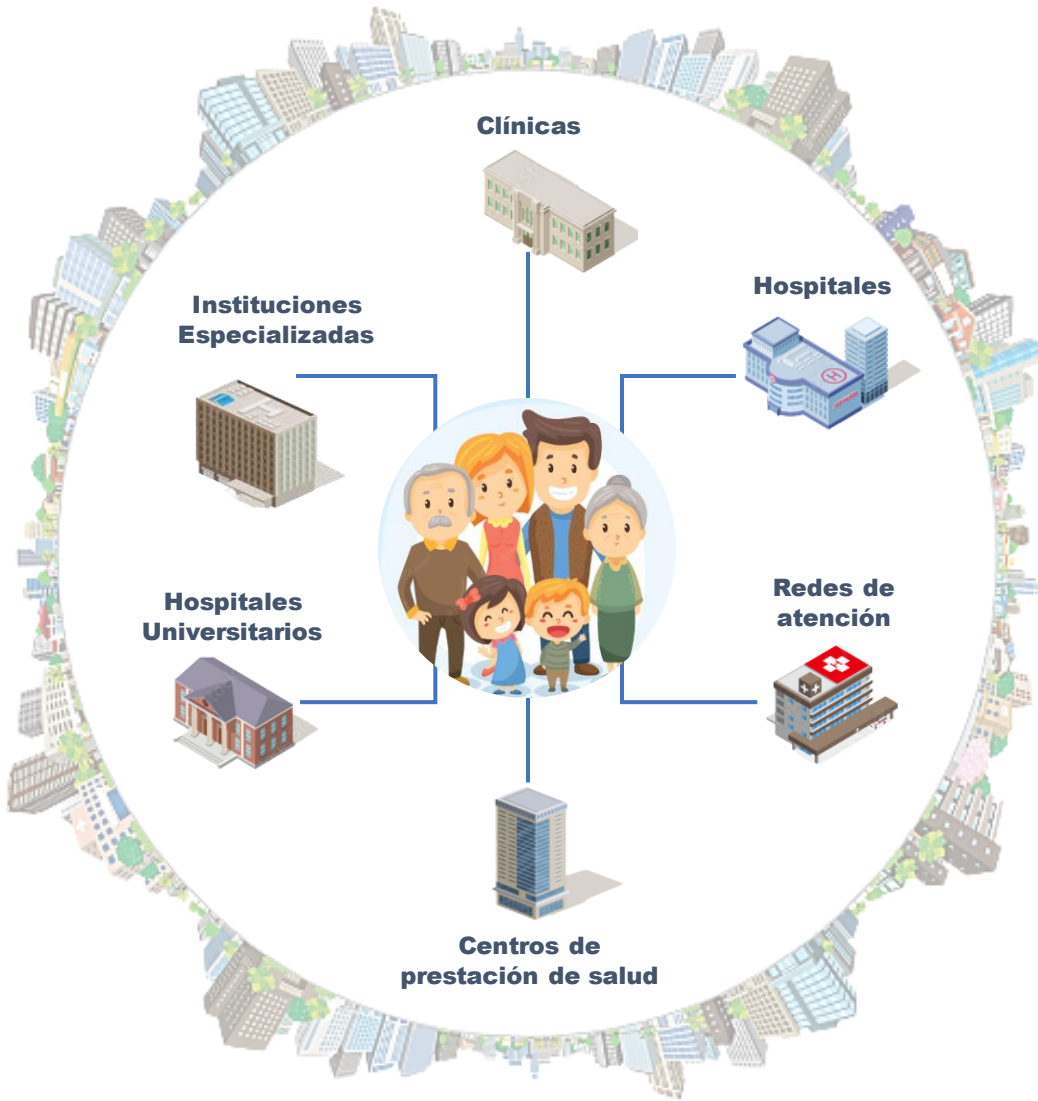 Clínicas
Hospitales
Instituciones
Especializadas
Redes de
atención
Hospitales
Universitarios
Centros de
prestación de salud